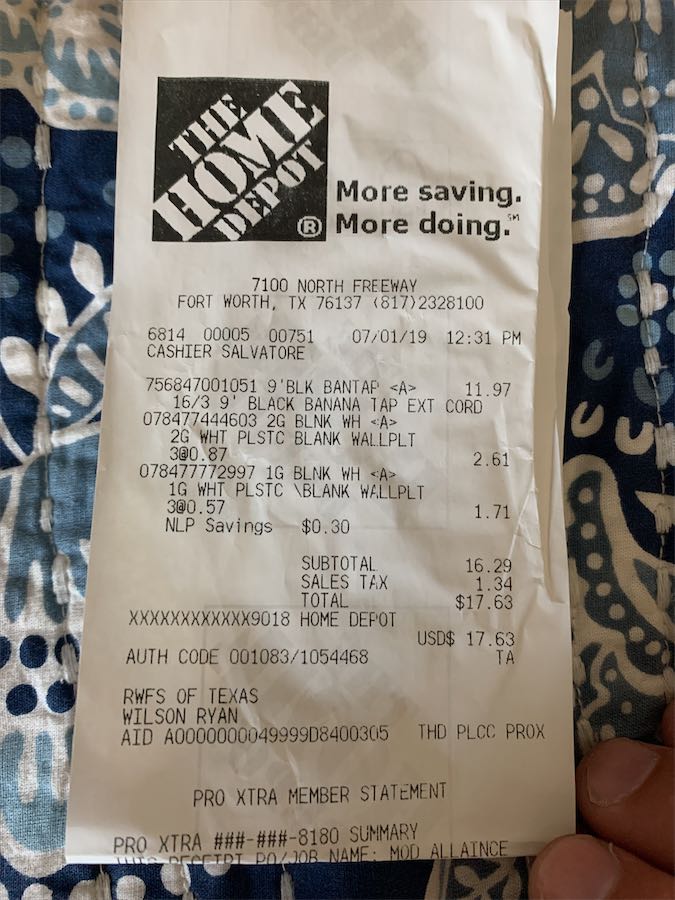 THE
HOME
DEPOT
®
More saving.
More doing.℠
7100 NORTH FREEWAY
FORT WORTH, TX 76137 (817)2328100
6814 00005 00751 07/01/19 12:31 PM
CASHIER SALVATORE
756847001051 9'BLK BANTAP <A> 11.97
16/3 9' BLACK BANANA TAP EXT CORD
078477444603 2G BLNK WH <A>
2G WHT PLSTC BLANK WALLPLT
3@0.87 2.61
078477772997 1G BLNK WH <A>
1G WHT PLSTC \BLANK WALLPLT
3@0.57 1.71
NLP Savings $0.30
SUBTOTAL 16.29
SALES TAX 1.34
TOTAL $17.63
XXXXXXXXXXXX9018 HOME DEPOT
USD$ 17.63
AUTH CODE 001083/1054468 TA
RWFS OF TEXAS
WILSON RYAN
AID A0000000049999D8400305 THD PLCC PROX
PRO XTRA MEMBER STATEMENT
PRO XTRA ###-###-8180 SUMMARY
THIS RECEIPT PO/JOB NAME: MOD ALLAINCE